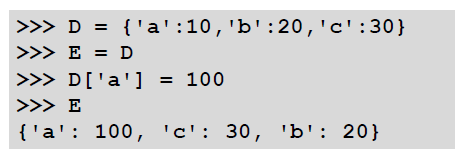 >>> D = {'a':10,'b':20,'c':30}
>>> E = D
>>> D['a'] = 100
>>> E
{'a': 100, 'c': 30, 'b': 20}